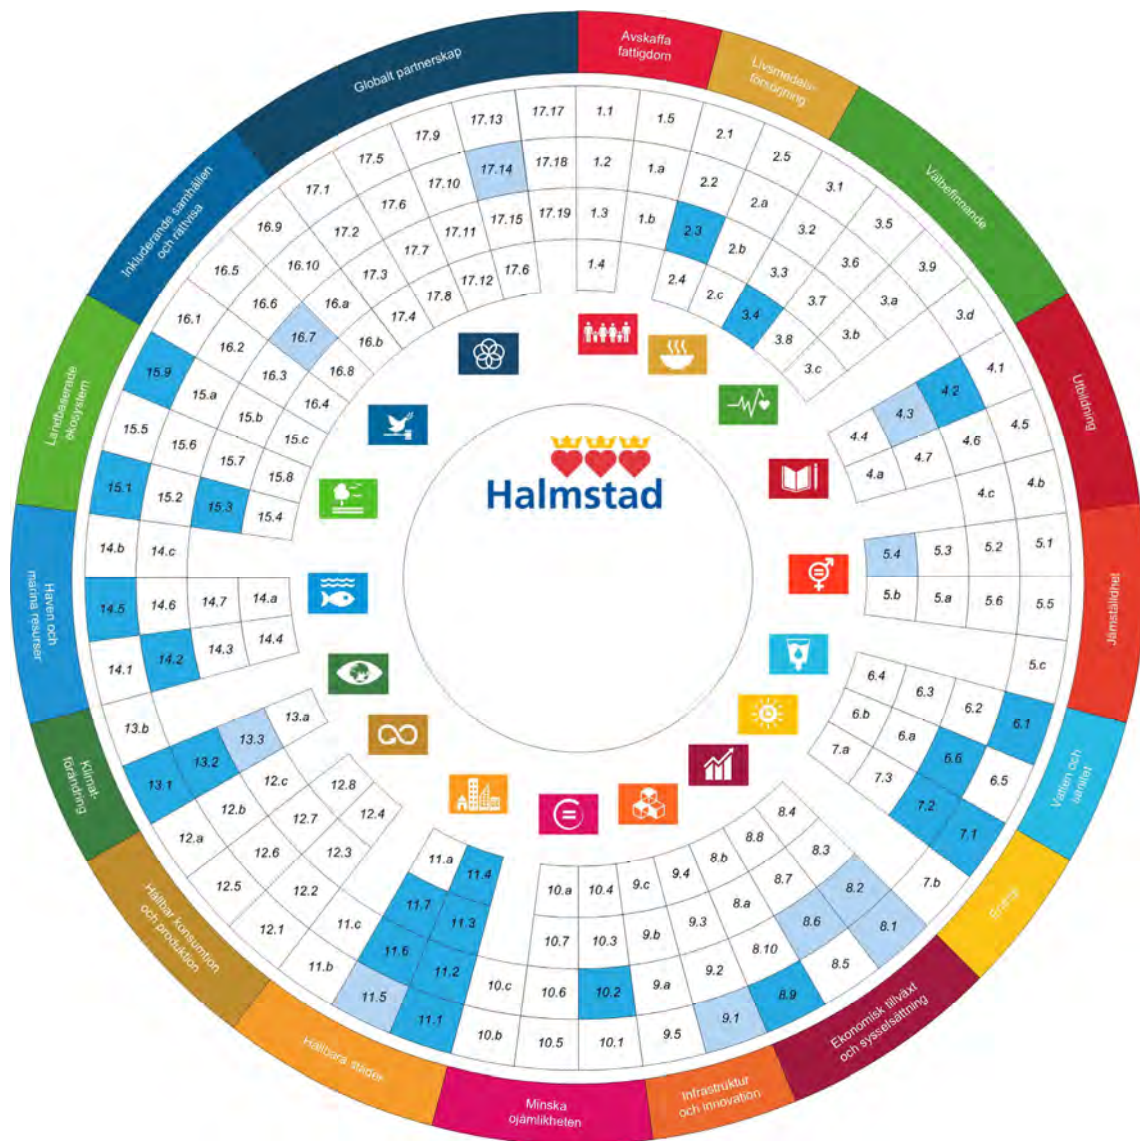 Avskaffa
fattigdom
Livsmedels-
försörjning
Välbefinnande
Utbildning
Jämställdhet
Vatten och
sanitet
Energi
Ekonomisk tillväxt
och sysselsättning
Infrastruktur
och innovation
Minska
ojämlikheten
Hållbara städer
Hållbar konsumtion
och produktion
Klimat-
förändring
Haven och
marina resurser
Landbaserade
ekosystem
Inkluderande samhällen
och rättvisa
Globalt partnerskap
1.1
1.2
1.3
1.4
1.5
1.a
1.b
2.1
2.2
2.3
2.4
2.5
2.a
2.b
2.c
3.1
3.2
3.3
3.4
3.5
3.6
3.7
3.8
3.9
3.a
3.b
3.c
3.d
4.1
4.2
4.3
4.4
4.5
4.6
4.7
4.a
4.b
4.c
5.1
5.2
5.3
5.4
5.5
5.6
5.a
5.b
5.c
6.1
6.2
6.3
6.4
6.5
6.6
6.a
6.b
7.1
7.2
7.3
7.a
7.b
8.1
8.2
8.3
8.4
8.5
8.6
8.7
8.8
8.9
8.10
8.a
8.b
9.1
9.2
9.3
9.4
9.5
9.a
9.b
9.c
10.1
10.2
10.3
10.4
10.5
10.6
10.7
10.a
10.b
10.c
11.1
11.2
11.3
11.4
11.5
11.6
11.7
11.a
11.b
11.c
12.1
12.2
12.3
12.4
12.5
12.6
12.7
12.8
12.a
12.b
12.c
13.1
13.2
13.3
13.a
13.b
14.1
14.2
14.3
14.4
14.5
14.6
14.7
14.a
14.b
14.c
15.1
15.2
15.3
15.4
15.5
15.6
15.7
15.8
15.9
15.a
15.b
15.c
16.1
16.2
16.3
16.4
16.5
16.6
16.7
16.8
16.9
16.10
16.a
16.b
17.1
17.2
17.3
17.4
17.5
17.6
17.7
17.8
17.9
17.10
17.11
17.12
17.13
17.14
17.15
17.6
17.17
17.18
17.19
Halmstad